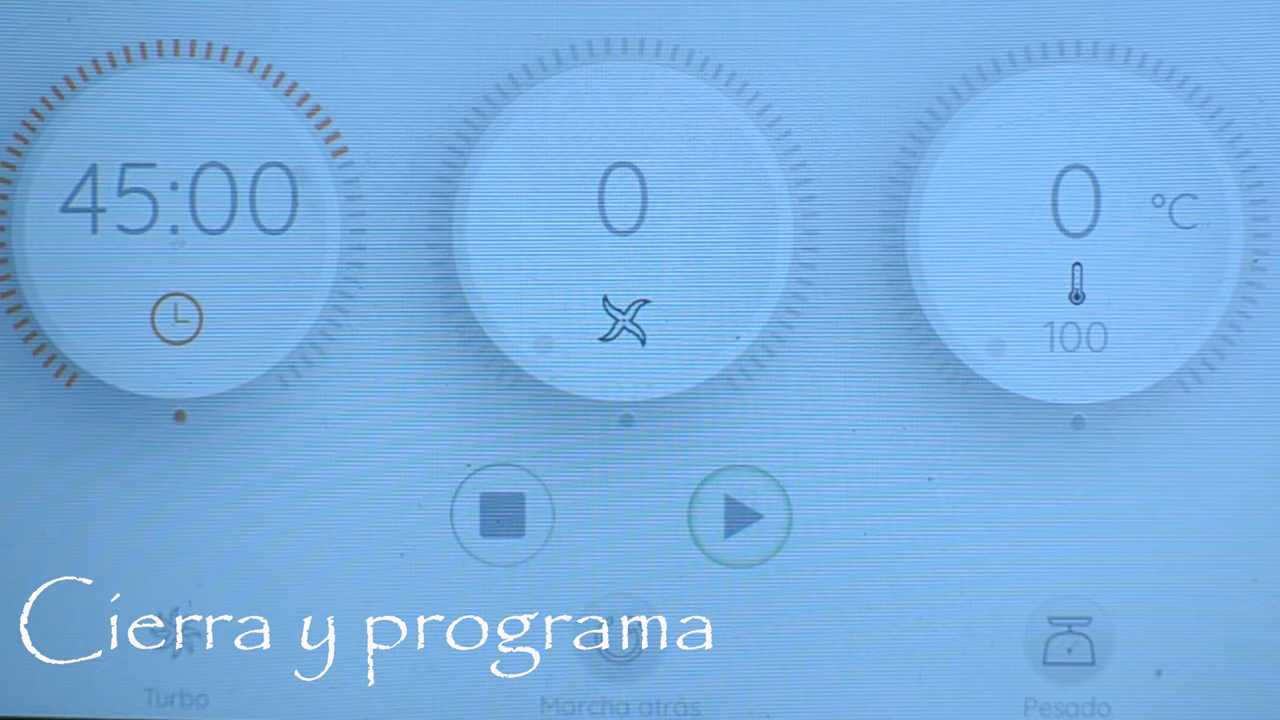 45:00
0
0 °C
100
Cierra y programa
Turbo
Marcha atrás
Pesado